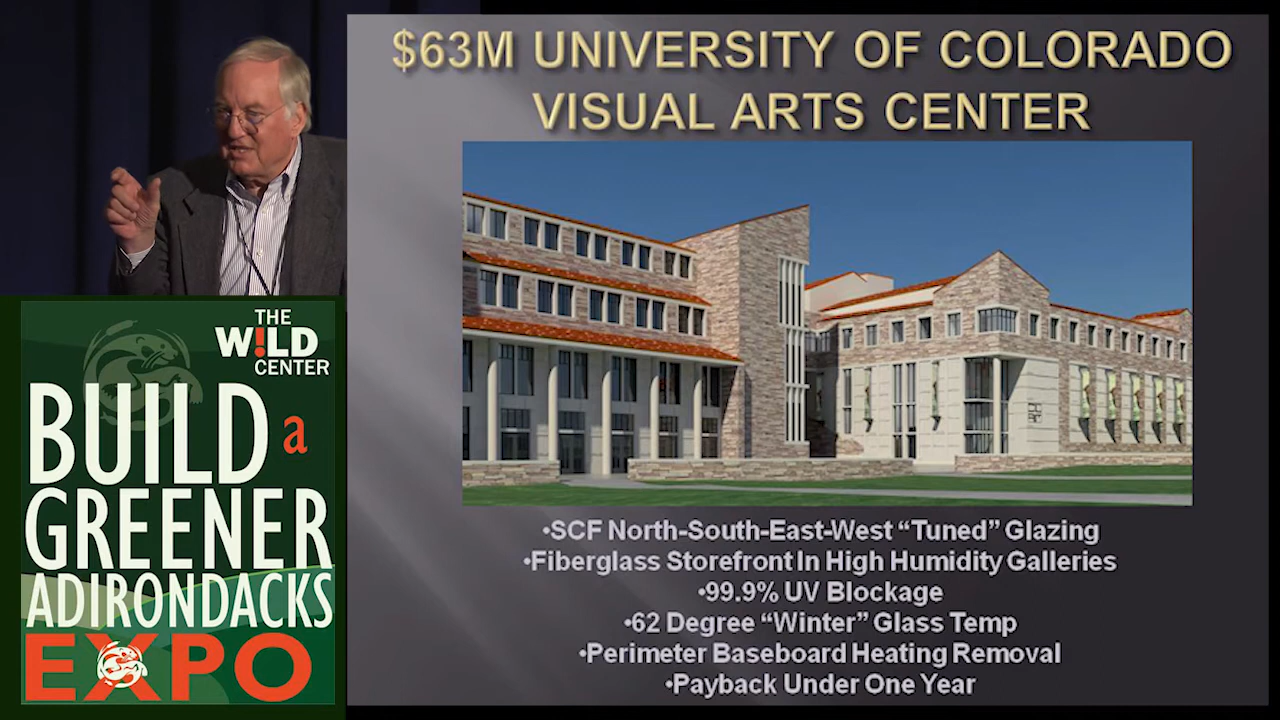 $63M UNIVERSITY OF COLORADO
VISUAL ARTS CENTER
•SCF North-South-East-West “Tuned” Glazing
•Fiberglass Storefront In High Humidity Galleries
•99.9% UV Blockage
•62 Degree “Winter” Glass Temp
•Perimeter Baseboard Heating Removal
•Payback Under One Year
THE
W!LD
CENTER
BUILD a
GREENER
ADIRONDACKS
EXPO